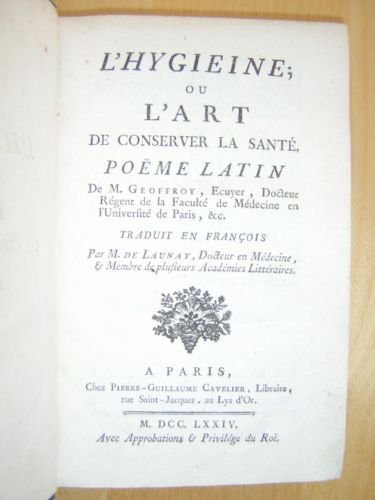 L'HYGIEINE;
OU
L'ART
DE CONSERVER LA SANTÉ,
POËME LATIN
De M. GEOFFROY, Ecuyer, Docteur
Régent de la Faculté de Médecine en
l'Université de Paris, &c.
TRADUIT EN FRANÇOIS
Par M. DE LAUNAY, Docteur en Médecine,
& Membre de plusieurs Académies Littéraires.
A PARIS,
Chez PIERRE-GUILLAUME CAVELIER, Libraire,
rue Saint-Jacques, au Lys d'Or.
M. DCC. LXXIV.
Avec Approbations & Privilége du Roi.